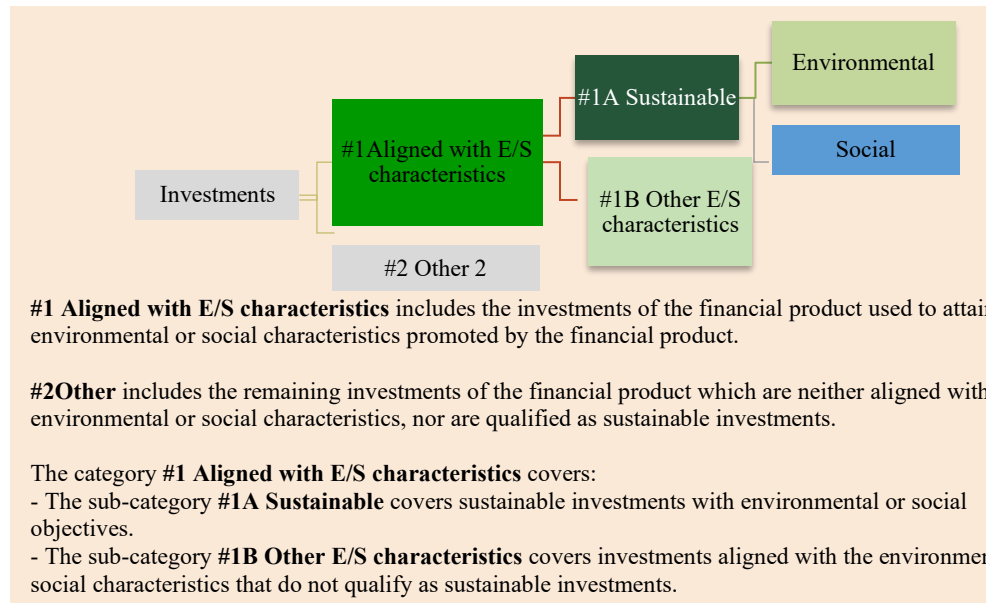 Environmental
#1A Sustainable
#1Aligned with E/S
characteristics
Social
Investments
#1B Other E/S
characteristics
#2 Other 2
#1 Aligned with E/S characteristics includes the investments of the financial product used to attain
environmental or social characteristics promoted by the financial product.
#2Other includes the remaining investments of the financial product which are neither aligned with
environmental or social characteristics, nor are qualified as sustainable investments.
The category #1 Aligned with E/S characteristics covers:
- The sub-category #1A Sustainable covers sustainable investments with environmental or social
objectives.
- The sub-category #1B Other E/S characteristics covers investments aligned with the environme
social characteristics that do not qualify as sustainable investments.